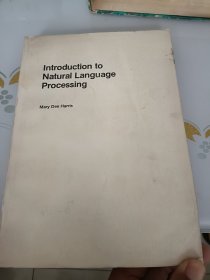 Introduction to
Natural Language
Processing
Mary Dee Harris